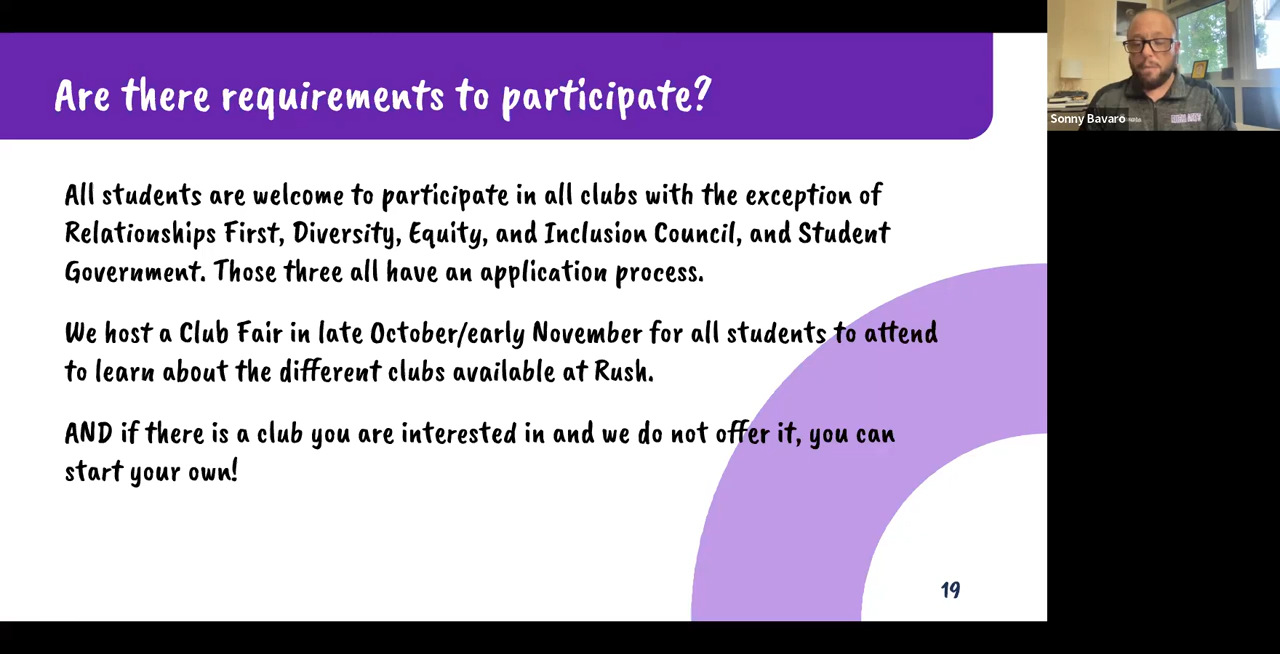 Are there requirements to participate?
Sonny Bavaro
All students are welcome to participate in all clubs with the exception of
Relationships First, Diversity, Equity, and Inclusion Council, and Student
Government. Those three all have an application process.
We host a Club Fair in late October/early November for all students to attend
to learn about the different clubs available at Rush.
AND if there is a club you are interested in and we do not offer it, you can
start your own!
19